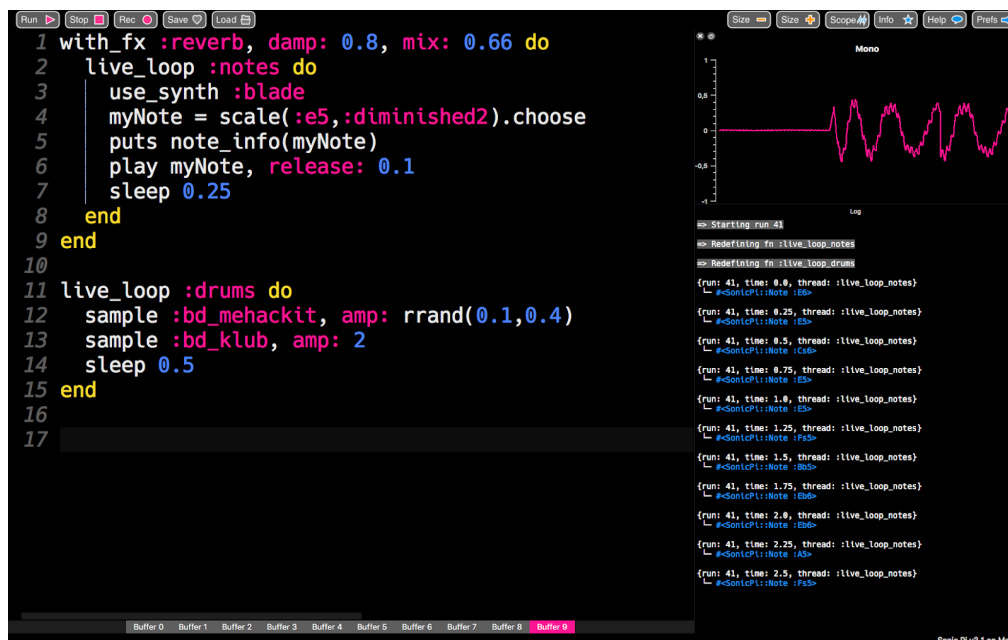 Run Stop Rec Save Load Size Size Scope Info Help Prefs
1 with_fx :reverb, damp: 0.8, mix: 0.66 do
2 live_loop :notes do
3 use_synth :blade
4 myNote = scale(:e5,:diminished2).choose
5 puts note_info(myNote)
6 play myNote, release: 0.1
7 sleep 0.25
8 end
9 end
10
11 live_loop :drums do
12 sample :bd_mehackit, amp: rrand(0.1,0.4)
13 sample :bd_klub, amp: 2
14 sleep 0.5
15 end
16
17
Mono
1
0,5
0
-0,5
-1
Log
=> Starting run 41
=> Redefining fn :live_loop_notes
=> Redefining fn :live_loop_drums
{run: 41, time: 0.0, thread: :live_loop_notes}
└─ #<SonicPi::Note :E6>
{run: 41, time: 0.25, thread: :live_loop_notes}
└─ #<SonicPi::Note :E5>
{run: 41, time: 0.5, thread: :live_loop_notes}
└─ #<SonicPi::Note :Cs6>
{run: 41, time: 0.75, thread: :live_loop_notes}
└─ #<SonicPi::Note :E5>
{run: 41, time: 1.0, thread: :live_loop_notes}
└─ #<SonicPi::Note :E5>
{run: 41, time: 1.25, thread: :live_loop_notes}
└─ #<SonicPi::Note :Fs5>
{run: 41, time: 1.5, thread: :live_loop_notes}
└─ #<SonicPi::Note :Bb5>
{run: 41, time: 1.75, thread: :live_loop_notes}
└─ #<SonicPi::Note :Eb6>
{run: 41, time: 2.0, thread: :live_loop_notes}
└─ #<SonicPi::Note :Eb6>
{run: 41, time: 2.25, thread: :live_loop_notes}
└─ #<SonicPi::Note :A5>
{run: 41, time: 2.5, thread: :live_loop_notes}
└─ #<SonicPi::Note :Fs5>
Buffer 0 Buffer 1 Buffer 2 Buffer 3 Buffer 4 Buffer 5 Buffer 6 Buffer 7 Buffer 8 Buffer 9